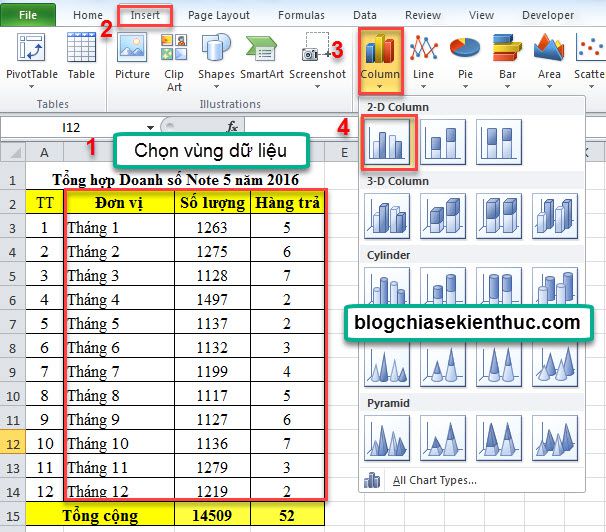 File Home Insert Page Layout Formulas Data Review View Developer
2
3
PivotTable Table Picture Clip Art Shapes SmartArt Screenshot Column Line Pie Bar Area Scatte
Tables Illustrations
2-D Column
4
I12 fx
1 Chọn vùng dữ liệu
A E K
1 Tổng hợp Doanh số Note 5 năm 2016
2 TT Đơn vị Số lượng Hàng trả
3 1 Tháng 1 1263 5
4 2 Tháng 2 1275 6
5 3 Tháng 3 1128 7
6 4 Tháng 4 1497 2
7 5 Tháng 5 1137 2
8 6 Tháng 6 1132 3
9 7 Tháng 7 1199 4
10 8 Tháng 8 1117 5
11 9 Tháng 9 1127 6
12 10 Tháng 10 1136 7
13 11 Tháng 11 1279 3
14 12 Tháng 12 1219 2
15 Tổng cộng 14509 52
3-D Column
Cylinder
blogchiasekienthuc.com
Pyramid
All Chart Types...